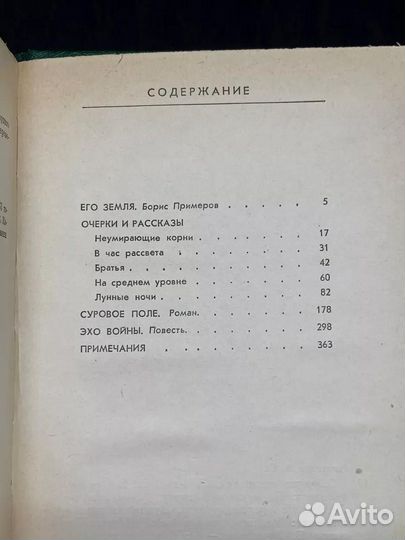 СОДЕРЖАНИЕ
ЕГО ЗЕМЛЯ. Борис Примеров . . . . . . 5
ОЧЕРКИ И РАССКАЗЫ
Неумирающие корни . . . . . . . 17
В час рассвета . . . . . . . . 31
Братья . . . . . . . . . . 42
На среднем уровне . . . . . . . 60
Лунные ночи . . . . . . . . 82
СУРОВОЕ ПОЛЕ. Роман. . . . . . . . 178
ЭХО ВОЙНЫ. Повесть. . . . . . . . 298
ПРИМЕЧАНИЯ . . . . . . . . . 363
Avito